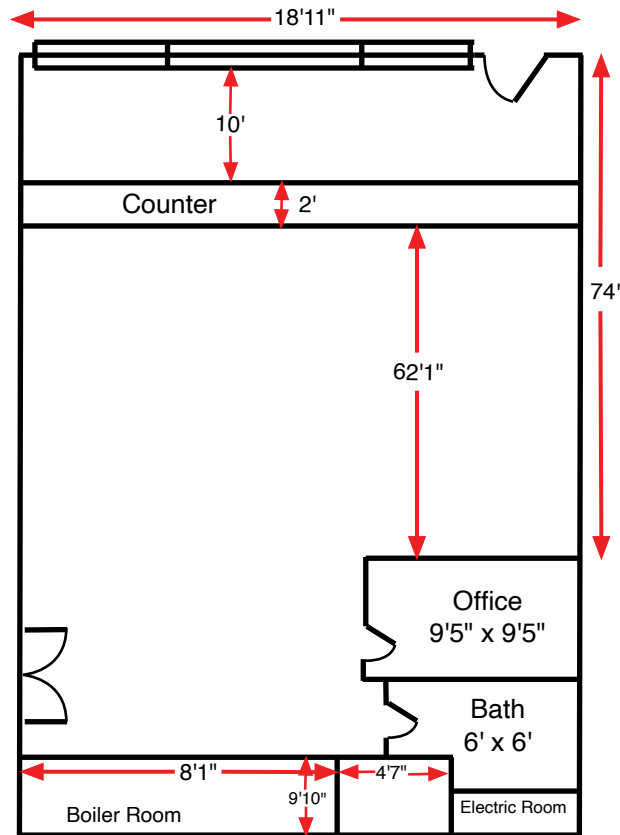 18'11"
10'
Counter
2'
74'
62'1"
Office
9'5" x 9'5"
Bath
6' x 6'
8'1"
4'7"
9'10"
Boiler Room
Electric Room